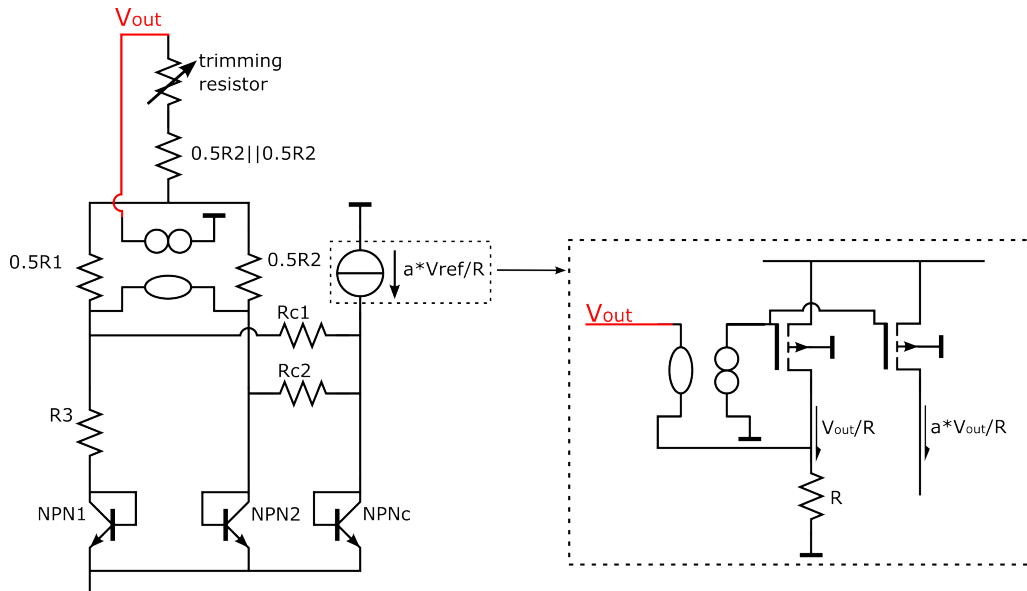 Vout
trimming
resistor
0.5R2||0.5R2
0.5R1
0.5R2
a*Vref/R
Rc1
Rc2
R3
NPN1
NPN2
NPNc
Vout
Vout/R
a*Vout/R
R